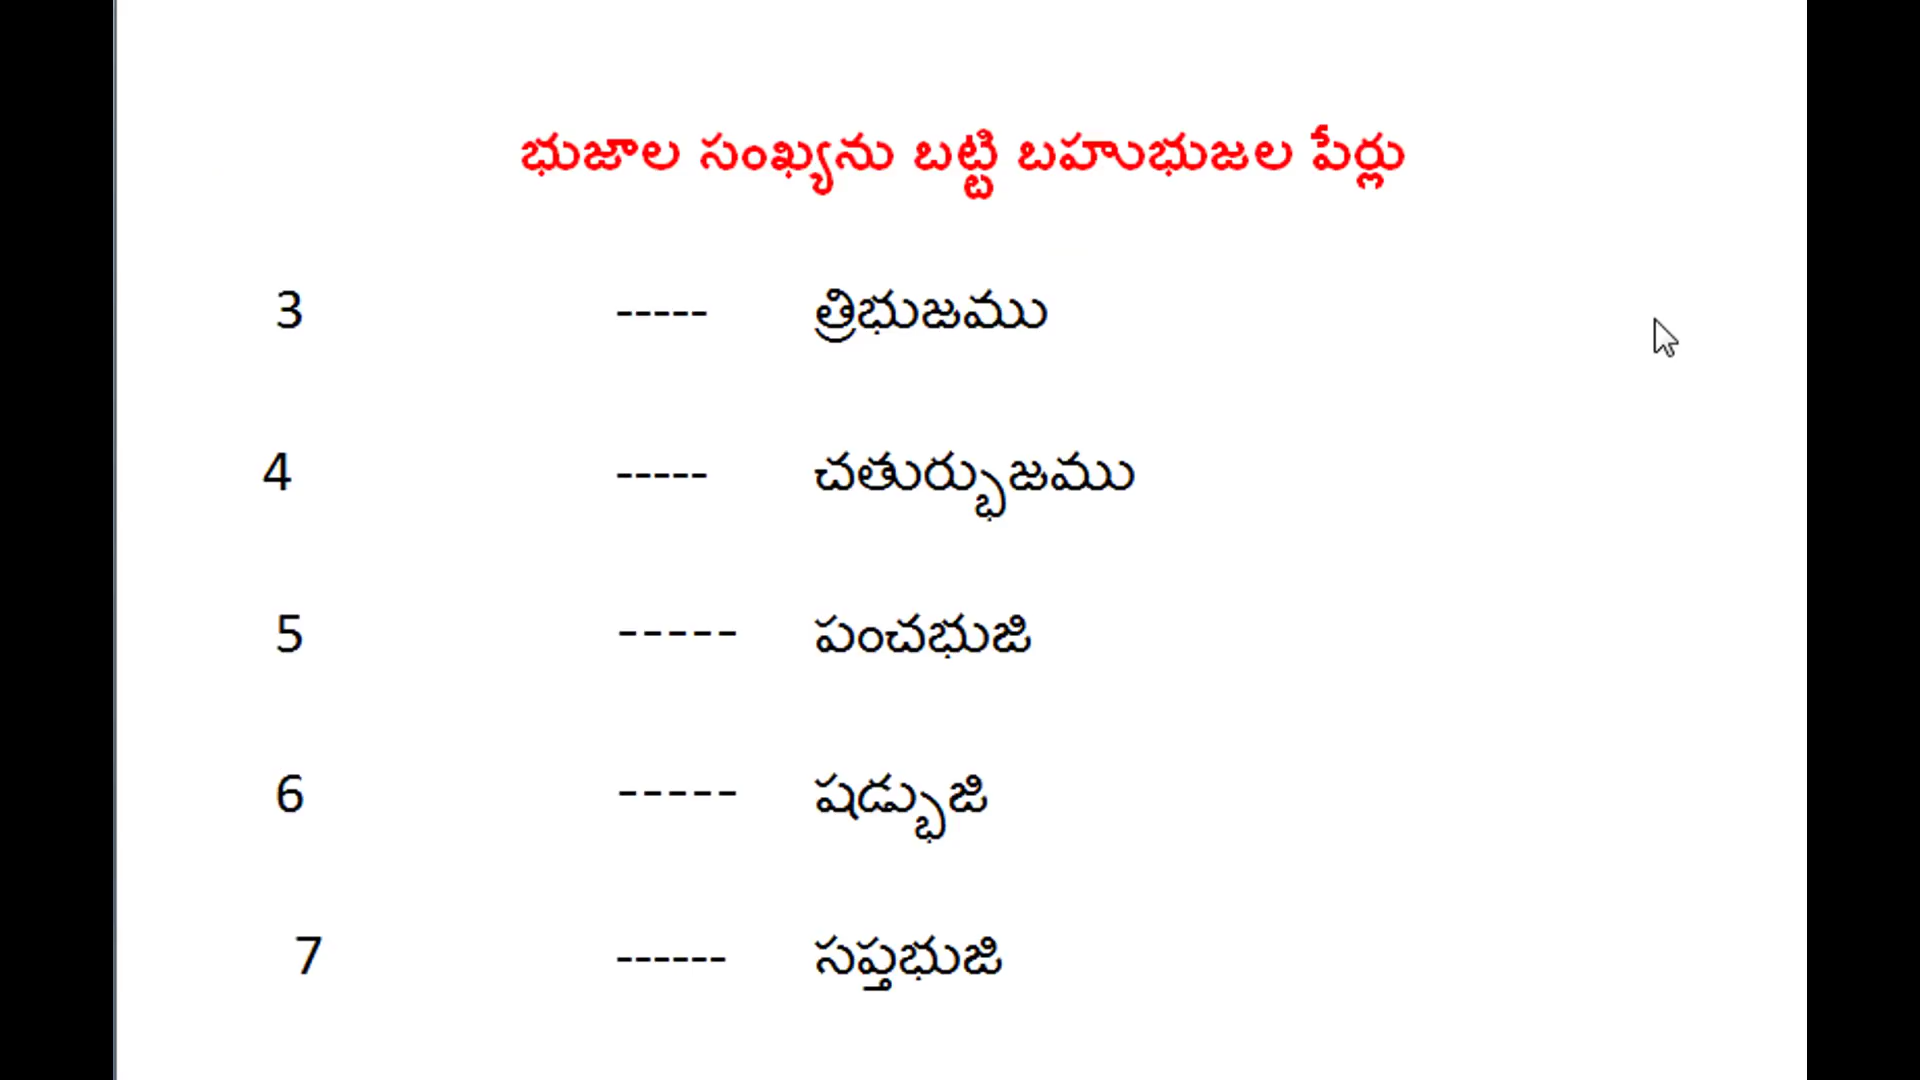 భుజాల సంఖ్యను బట్టి బహుభుజల పేర్లు
3 ----- త్రిభుజము
4 ----- చతుర్భుజము
5 ----- పంచభుజి
6 ----- షడ్భుజి
7 ------ సప్తభుజి